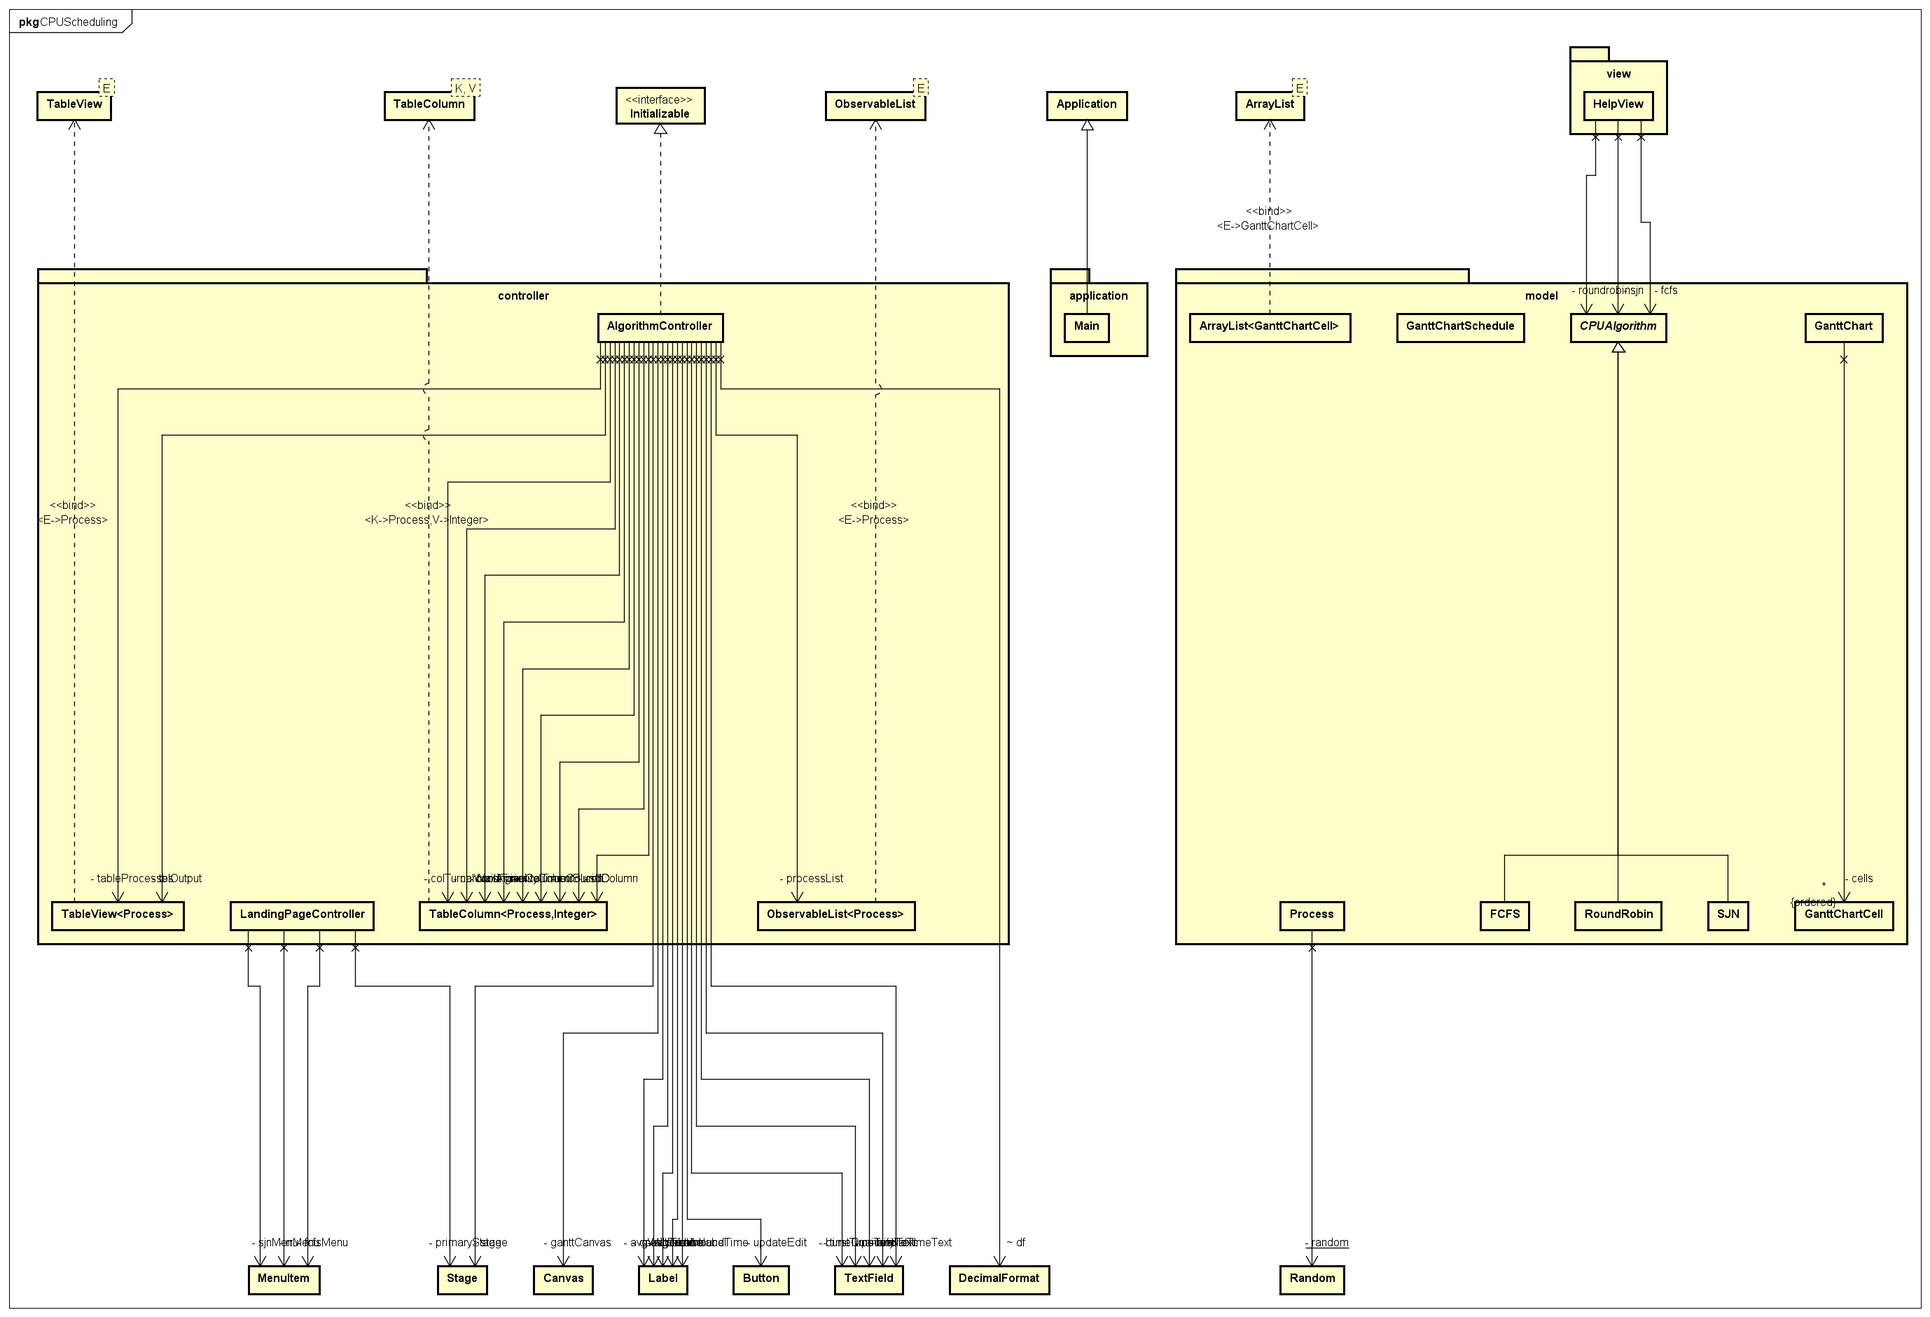 pkg CPUScheduling
view
TableView
E
TableColumn
K, V
<<interface>>
Initializable
ObservableList
E
Application
ArrayList
E
HelpView
<<bind>>
<E->GanttChartCell>
controller
application
model
- roundrobin
- sjn
- fcfs
AlgorithmController
Main
ArrayList<GanttChartCell>
GanttChartSchedule
CPUAlgorithm
GanttChart
<<bind>>
<E->Process>
<<bind>>
<K->Process,V->Integer>
<<bind>>
<E->Process>
- tableProcesses
- processList
- cells
*
{ordered}
TableView<Process>
LandingPageController
TableColumn<Process,Integer>
ObservableList<Process>
Process
FCFS
RoundRobin
SJN
GanttChartCell
- sjnMenu
- primaryStage
- ganttCanvas
- updateEdit
~ df
- random
MenuItem
Stage
Canvas
Label
Button
TextField
DecimalFormat
Random